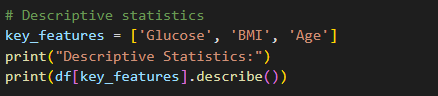 # Descriptive statistics
key_features = ['Glucose', 'BMI', 'Age']
print("Descriptive Statistics:")
print(df[key_features].describe())